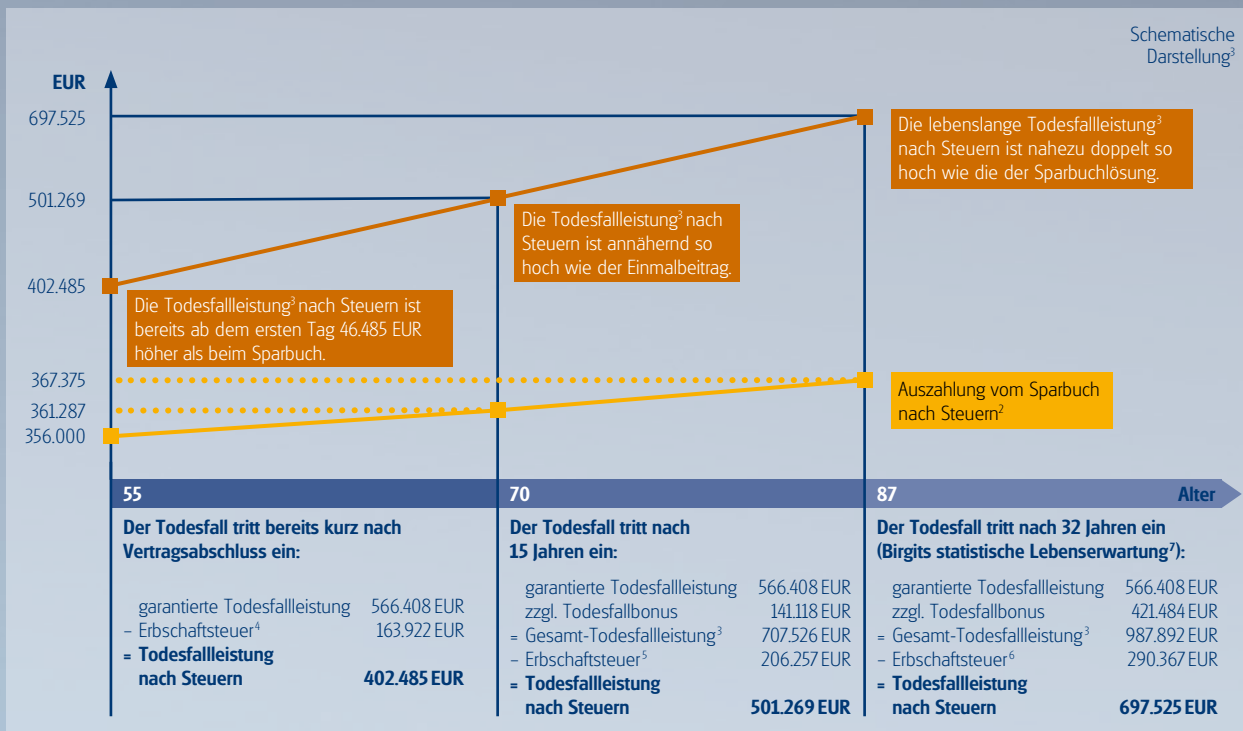 Schematische
Darstellung³
EUR
697.525
501.269
402.485
367.375
361.287
356.000
Die lebenslange Todesfallleistung³
nach Steuern ist nahezu doppelt so
hoch wie die der Sparbuchlösung.
Die Todesfallleistung³ nach
Steuern ist annähernd so
hoch wie der Einmalbeitrag.
Die Todesfallleistung³ nach Steuern ist
bereits ab dem ersten Tag 46.485 EUR
höher als beim Sparbuch.
Auszahlung vom Sparbuch
nach Steuern²
55 70 87 Alter
Der Todesfall tritt bereits kurz nach
Vertragsabschluss ein:
garantierte Todesfallleistung 566.408 EUR
– Erbschaftsteuer⁴ 163.922 EUR
= Todesfallleistung
nach Steuern 402.485 EUR
Der Todesfall tritt nach
15 Jahren ein:
garantierte Todesfallleistung 566.408 EUR
zzgl. Todesfallbonus 141.118 EUR
= Gesamt-Todesfallleistung³ 707.526 EUR
– Erbschaftsteuer⁵ 206.257 EUR
= Todesfallleistung
nach Steuern 501.269 EUR
Der Todesfall tritt nach 32 Jahren ein
(Birgits statistische Lebenserwartung⁷):
garantierte Todesfallleistung 566.408 EUR
zzgl. Todesfallbonus 421.484 EUR
= Gesamt-Todesfallleistung³ 987.892 EUR
– Erbschaftsteuer⁶ 290.367 EUR
= Todesfallleistung
nach Steuern 697.525 EUR